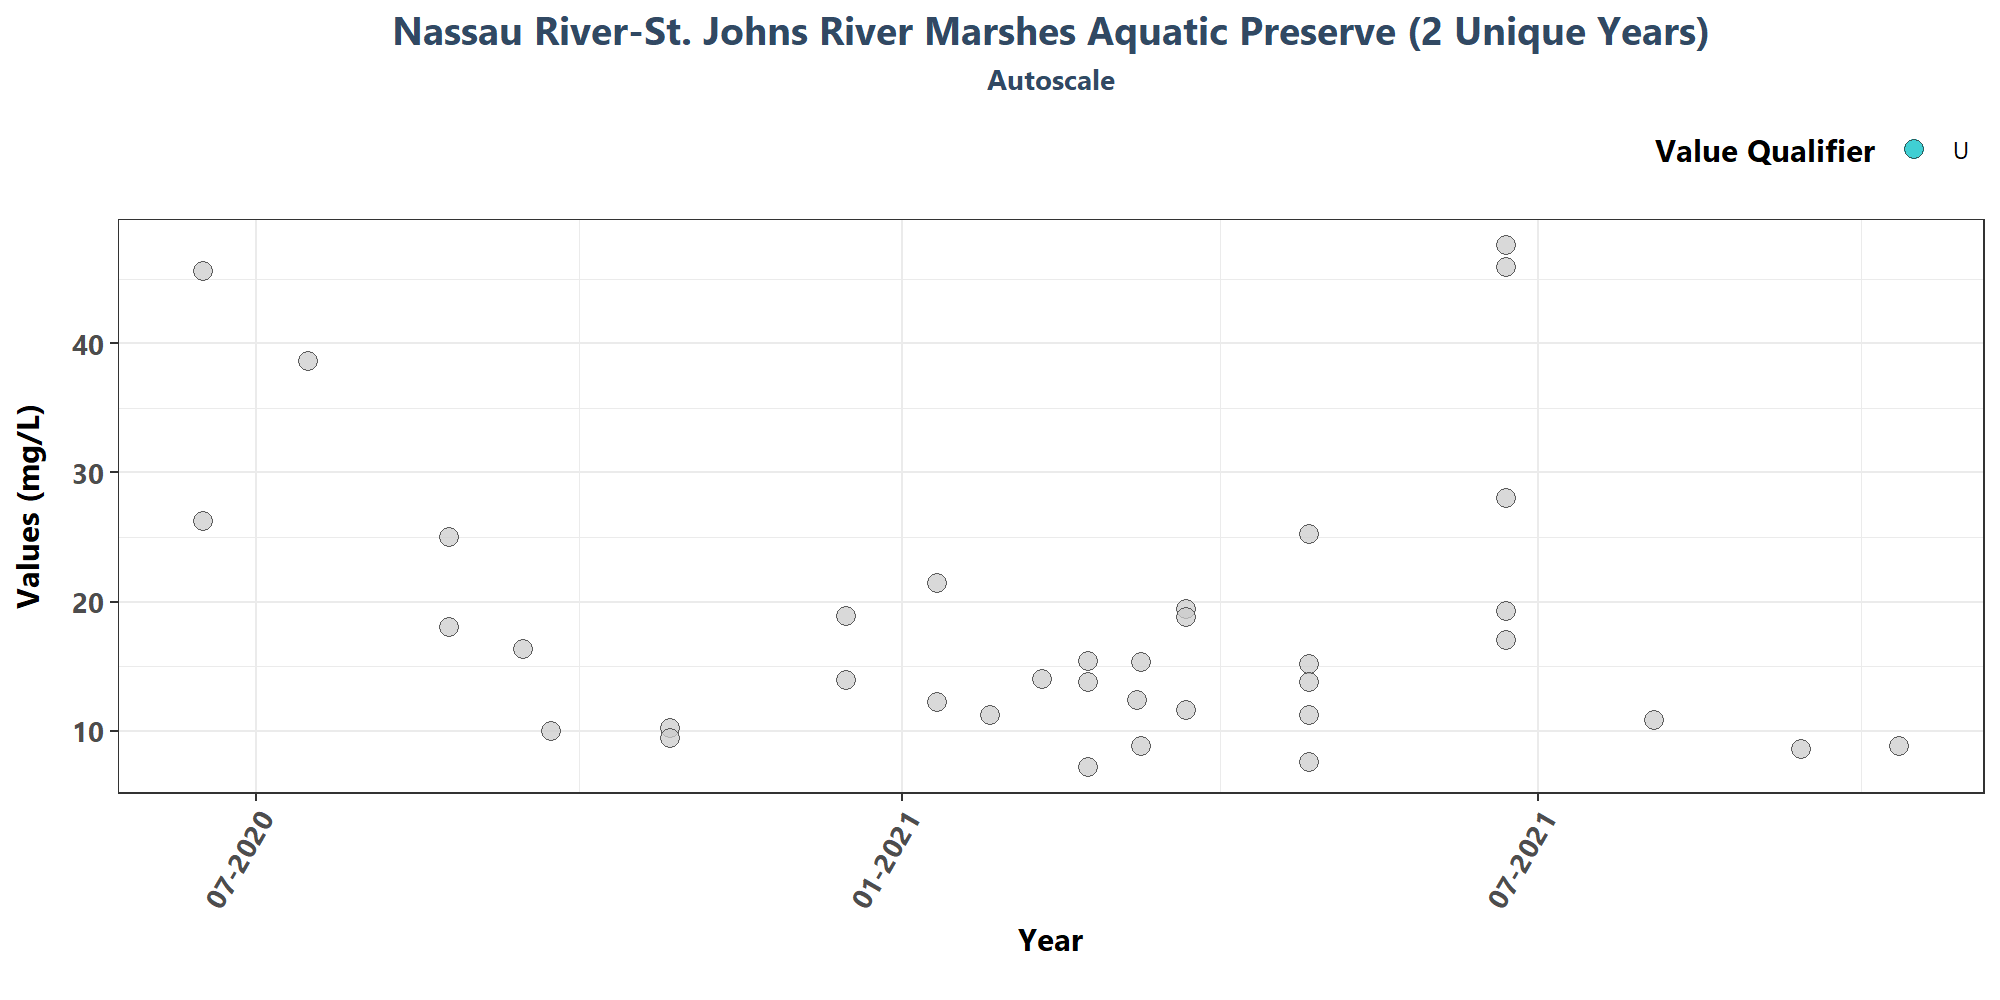 Nassau River-St. Johns River Marshes Aquatic Preserve (2 Unique Years)
Autoscale
Value Qualifier U
Values (mg/L)
40
30
20
10
07-2020
01-2021
07-2021
Year